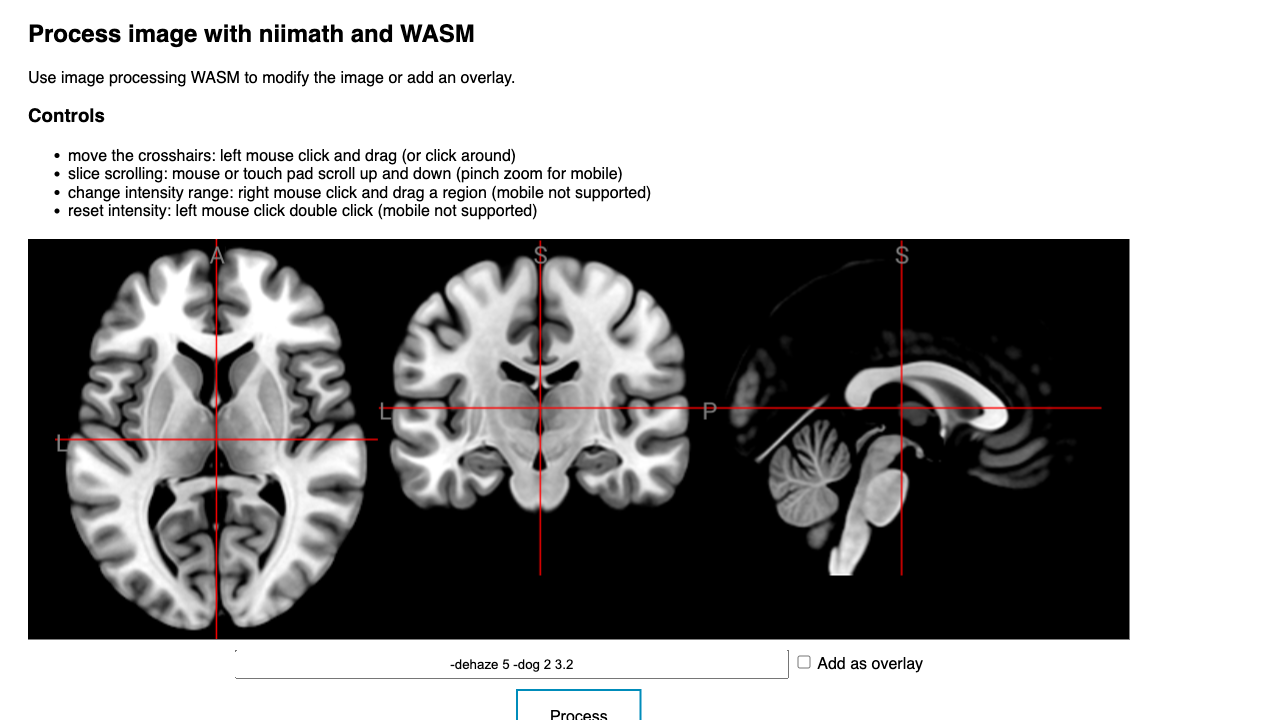 Process image with niimath and WASM
Use image processing WASM to modify the image or add an overlay.
Controls
• move the crosshairs: left mouse click and drag (or click around)
• slice scrolling: mouse or touch pad scroll up and down (pinch zoom for mobile)
• change intensity range: right mouse click and drag a region (mobile not supported)
• reset intensity: left mouse click double click (mobile not supported)
A S S
L L P
-dehaze 5 -dog 2 3.2 Add as overlay
Process